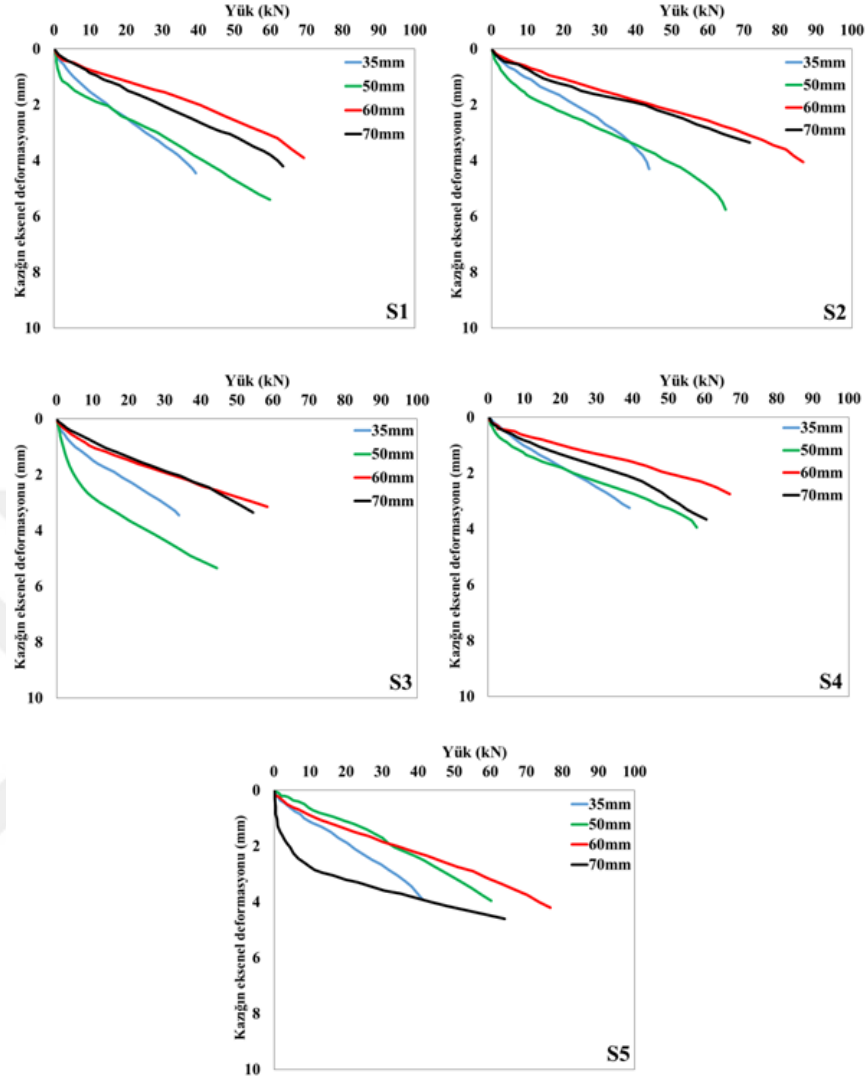 Yük (kN)
0 10 20 30 40 50 60 70 80 90 100
Kazığın eksenel deformasyonu (mm)
0
2
4
6
8
10
35mm
50mm
60mm
70mm
S1
Yük (kN)
0 10 20 30 40 50 60 70 80 90 100
Kazığın eksenel deformasyonu (mm)
0
2
4
6
8
10
35mm
50mm
60mm
70mm
S2
Yük (kN)
0 10 20 30 40 50 60 70 80 90 100
Kazığın eksenel deformasyonu (mm)
0
2
4
6
8
10
35mm
50mm
60mm
70mm
S3
Yük (kN)
0 10 20 30 40 50 60 70 80 90 100
Kazığın eksenel deformasyonu (mm)
0
2
4
6
8
10
35mm
50mm
60mm
70mm
S4
Yük (kN)
0 10 20 30 40 50 60 70 80 90 100
Kazığın eksenel deformasyonu (mm)
0
2
4
6
8
10
35mm
50mm
60mm
70mm
S5